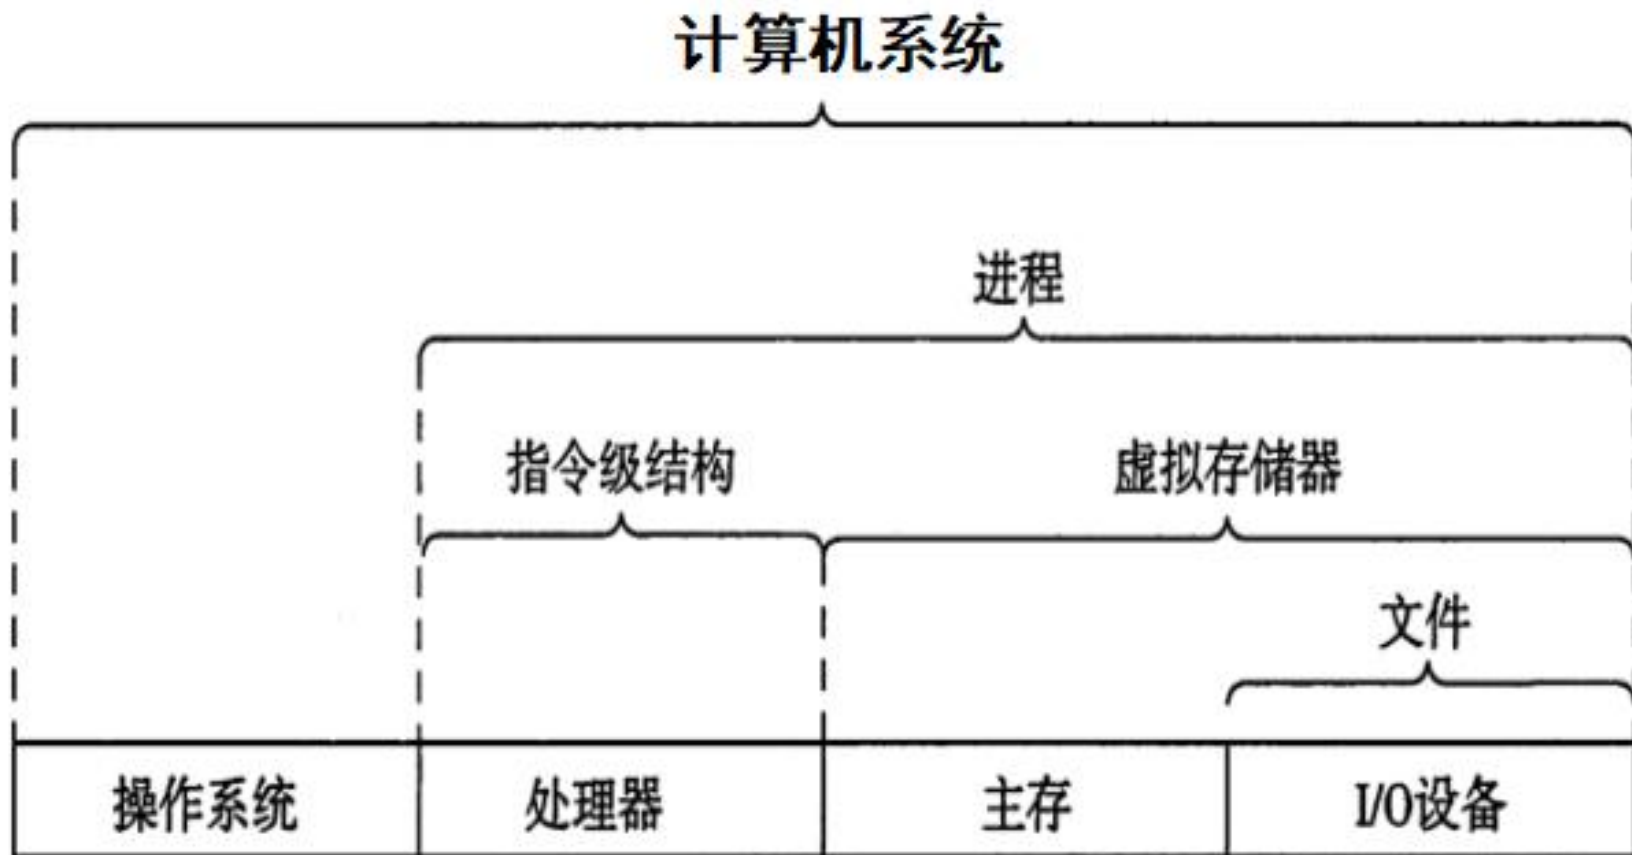 计算机系统
进程
指令级结构
虚拟存储器
文件
操作系统
处理器
主存
I/O设备